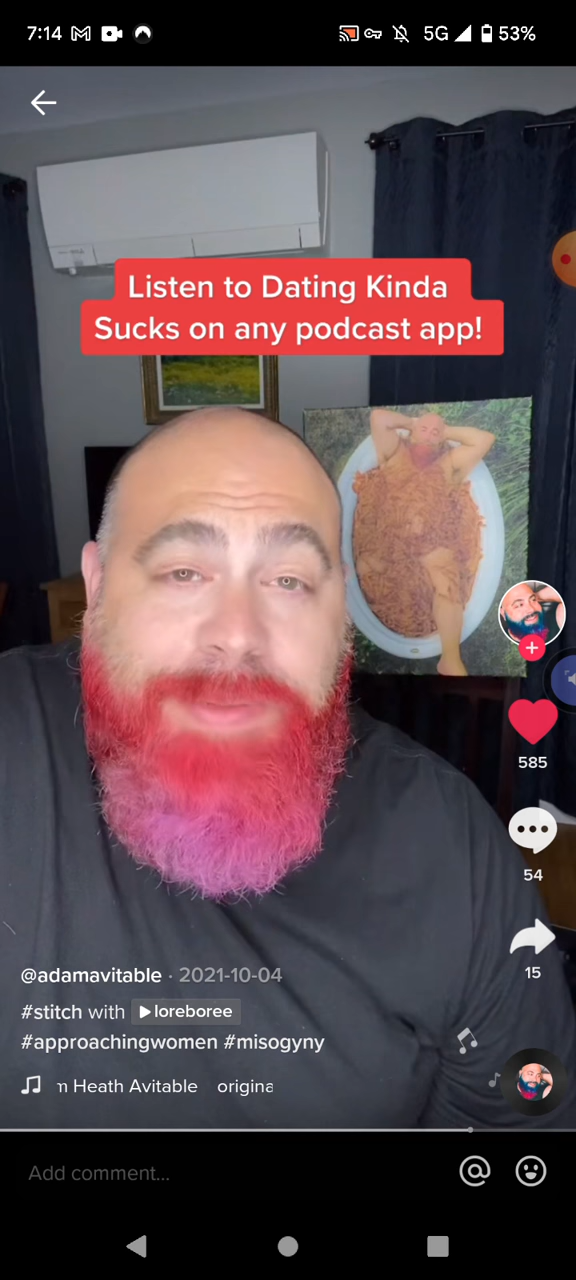 7:14
5G
53%
Listen to Dating Kinda
Sucks on any podcast app!
585
54
15
@adamavitable · 2021-10-04
#stitch with loreboree
#approachingwomen #misogyny
m Heath Avitable origina
Add comment...